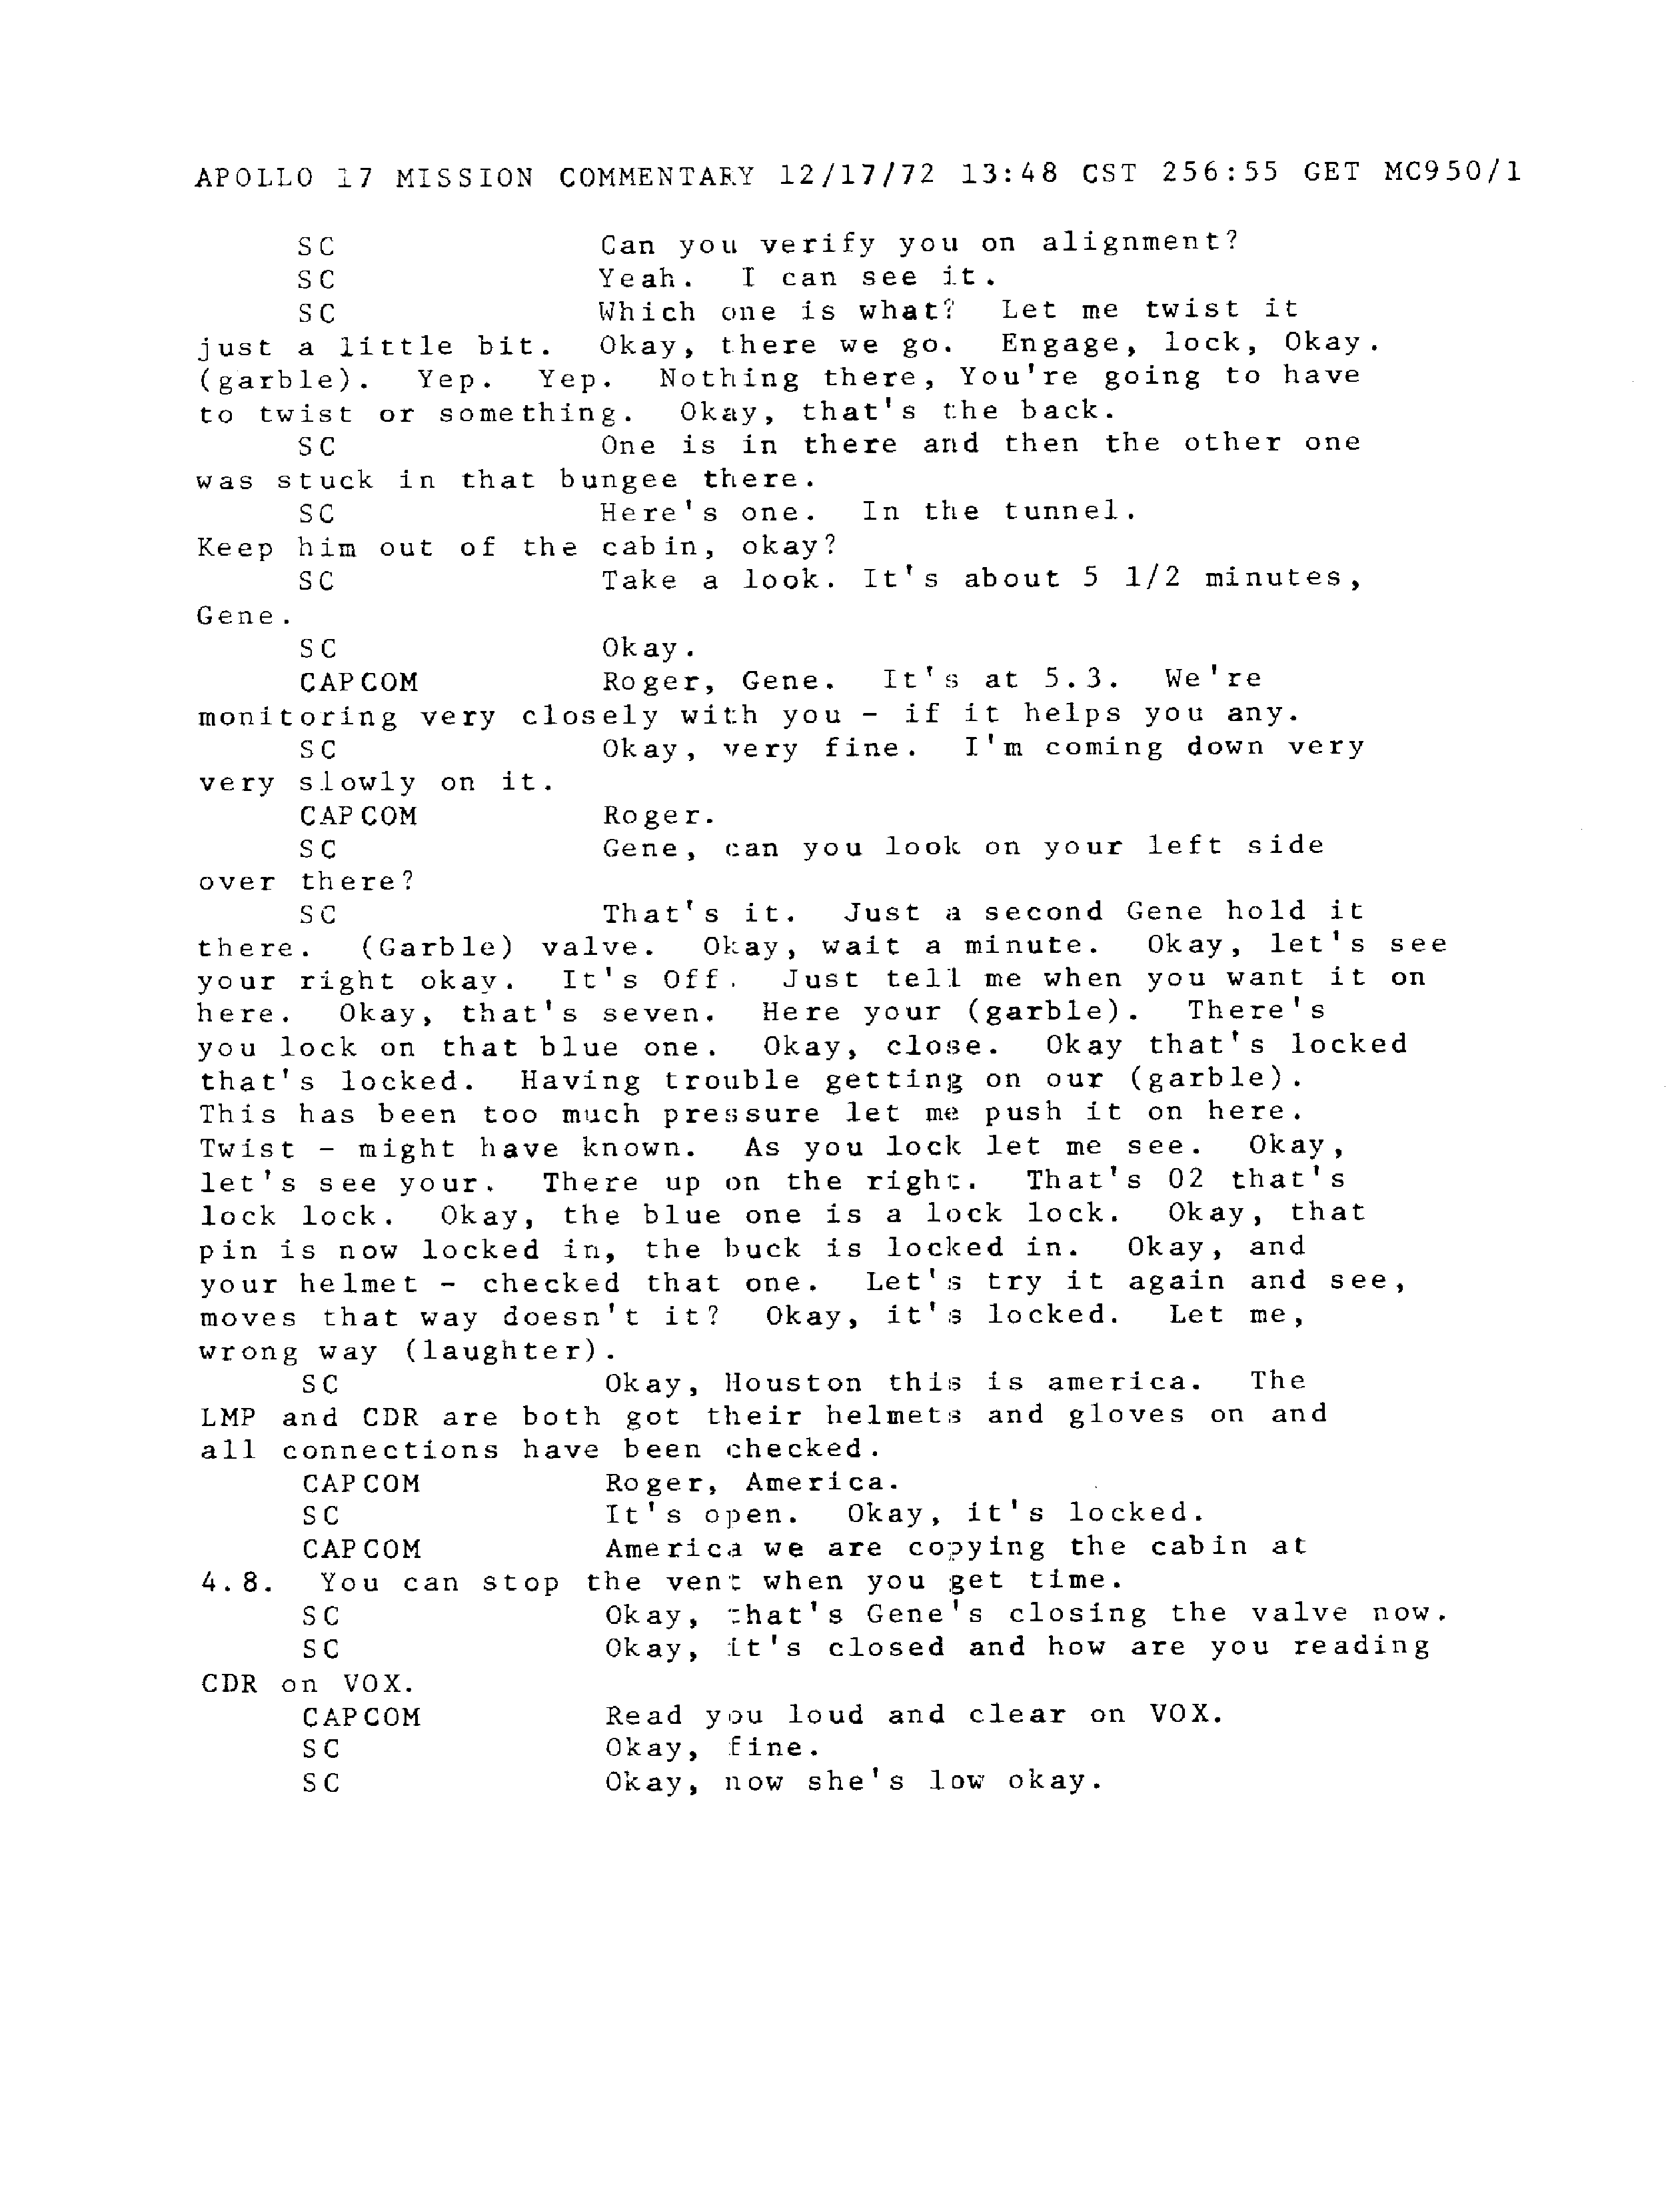 APOLLO 17 MISSION COMMENTARY 12/17/72 13:48 CST 256:55 GET MC950/1
SC Can you verify you on alignment?
SC Yeah. I can see it.
SC Which one is what? Let me twist it
just a little bit. Okay, there we go. Engage, lock, Okay.
(garble). Yep. Yep. Nothing there, You're going to have
to twist or something. Okay, that's the back.
SC One is in there and then the other one
was stuck in that bungee there.
SC Here's one. In the tunnel.
Keep him out of the cabin, okay?
SC Take a look. It's about 5 1/2 minutes,
Gene.
SC Okay.
CAPCOM Roger, Gene. It's at 5.3. We're
monitoring very closely with you - if it helps you any.
SC Okay, very fine. I'm coming down very
very slowly on it.
CAPCOM Roger.
SC Gene, can you look on your left side
over there?
SC That's it. Just a second Gene hold it
there. (Garble) valve. Okay, wait a minute. Okay, let's see
your right okay. It's Off. Just tell me when you want it on
here. Okay, that's seven. Here your (garble). There's
you lock on that blue one. Okay, close. Okay that's locked
that's locked. Having trouble getting on our (garble).
This has been too much pressure let me push it on here.
Twist - might have known. As you lock let me see. Okay,
let's see your. There up on the right. That's 02 that's
lock lock. Okay, the blue one is a lock lock. Okay, that
pin is now locked in, the buck is locked in. Okay, and
your helmet - checked that one. Let's try it again and see,
moves that way doesn't it? Okay, it's locked. Let me,
wrong way (laughter).
SC Okay, Houston this is america. The
LMP and CDR are both got their helmets and gloves on and
all connections have been checked.
CAPCOM Roger, America.
SC It's open. Okay, it's locked.
CAPCOM America we are copying the cabin at
4.8. You can stop the vent when you get time.
SC Okay, that's Gene's closing the valve now.
SC Okay, it's closed and how are you reading
CDR on VOX.
CAPCOM Read you loud and clear on VOX.
SC Okay, fine.
SC Okay, now she's low okay.